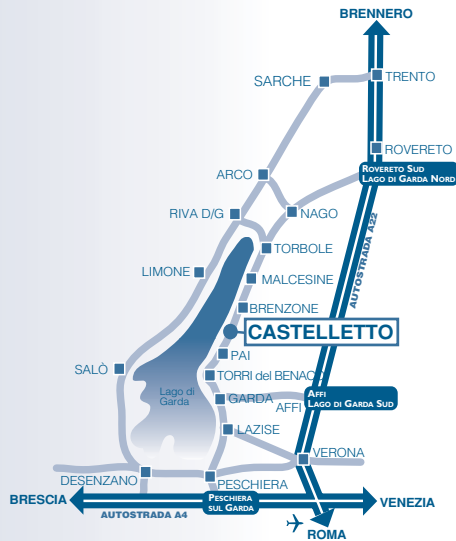 BRENNERO
TRENTO
SARCHE
ROVERETO
ARCO
ROVERETO SUD
LAGO DI GARDA NORD
RIVA D/G
NAGO
AUTOSTRADA A22
TORBOLE
LIMONE
MALCESINE
BRENZONE
CASTELLETTO
PAI
SALÒ
TORRI del BENACO
Lago di
Garda
GARDA
AFFI
AFFI
LAGO DI GARDA SUD
LAZISE
VERONA
DESENZANO
PESCHIERA
BRESCIA
PESCHIERA
SUL GARDA
VENEZIA
AUTOSTRADA A4
ROMA